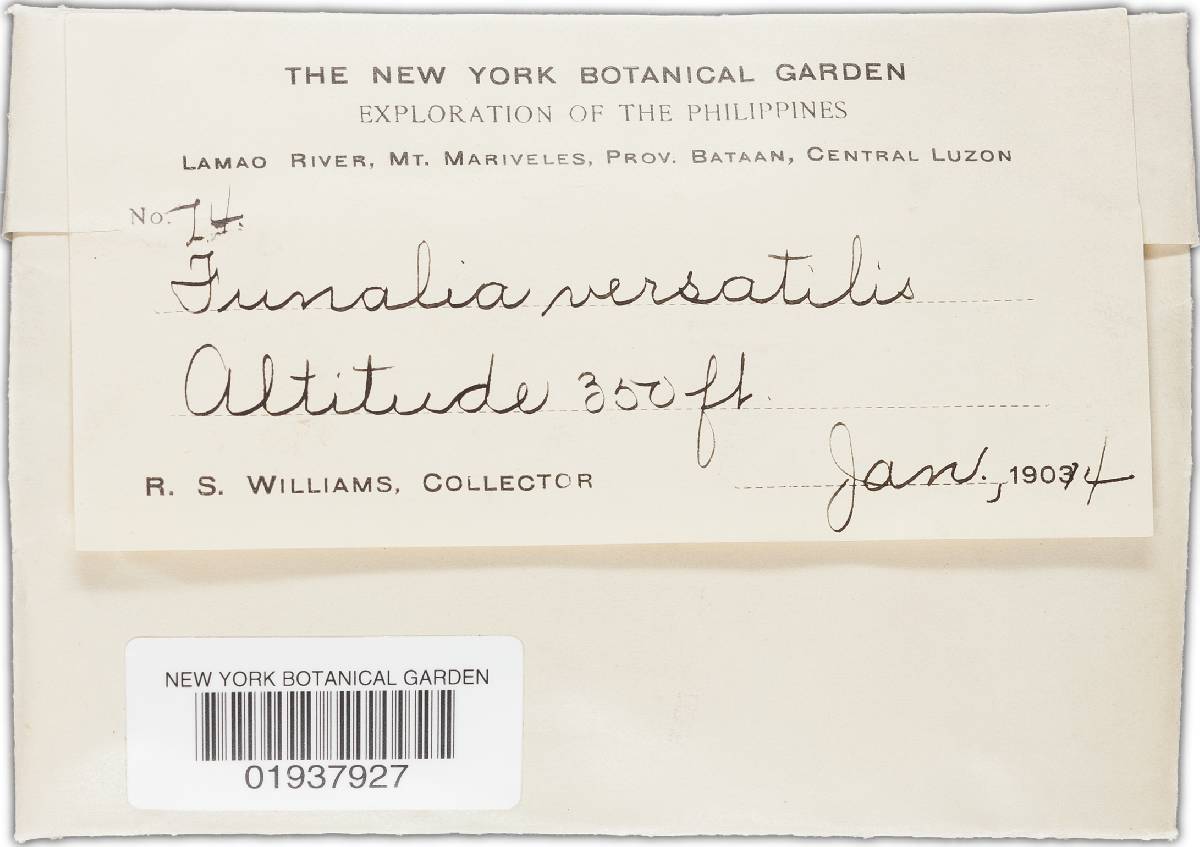 THE NEW YORK BOTANICAL GARDEN
EXPLORATION OF THE PHILIPPINES
LAMAO RIVER, MT. MARIVELES, PROV. BATAAN, CENTRAL LUZON
No. 74.
Funalia versatilis
Altitude 350 ft.
R. S. WILLIAMS, COLLECTOR
Jan., 1904
NEW YORK BOTANICAL GARDEN
01937927